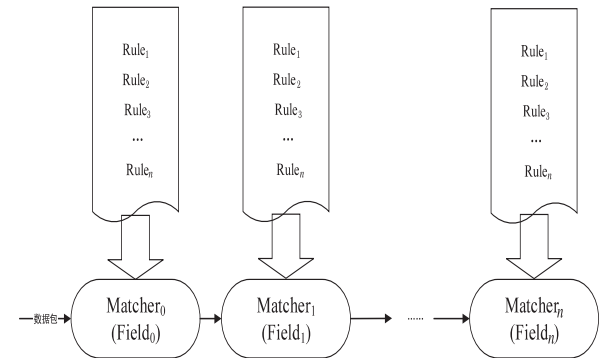 Rule₁
Rule₂
Rule₃
...
Ruleₙ
Rule₁
Rule₂
Rule₃
...
Ruleₙ
Rule₁
Rule₂
Rule₃
...
Ruleₙ
数据包
Matcher₀
(Field₀)
Matcher₁
(Field₁)
......
Matcherₙ
(Fieldₙ)